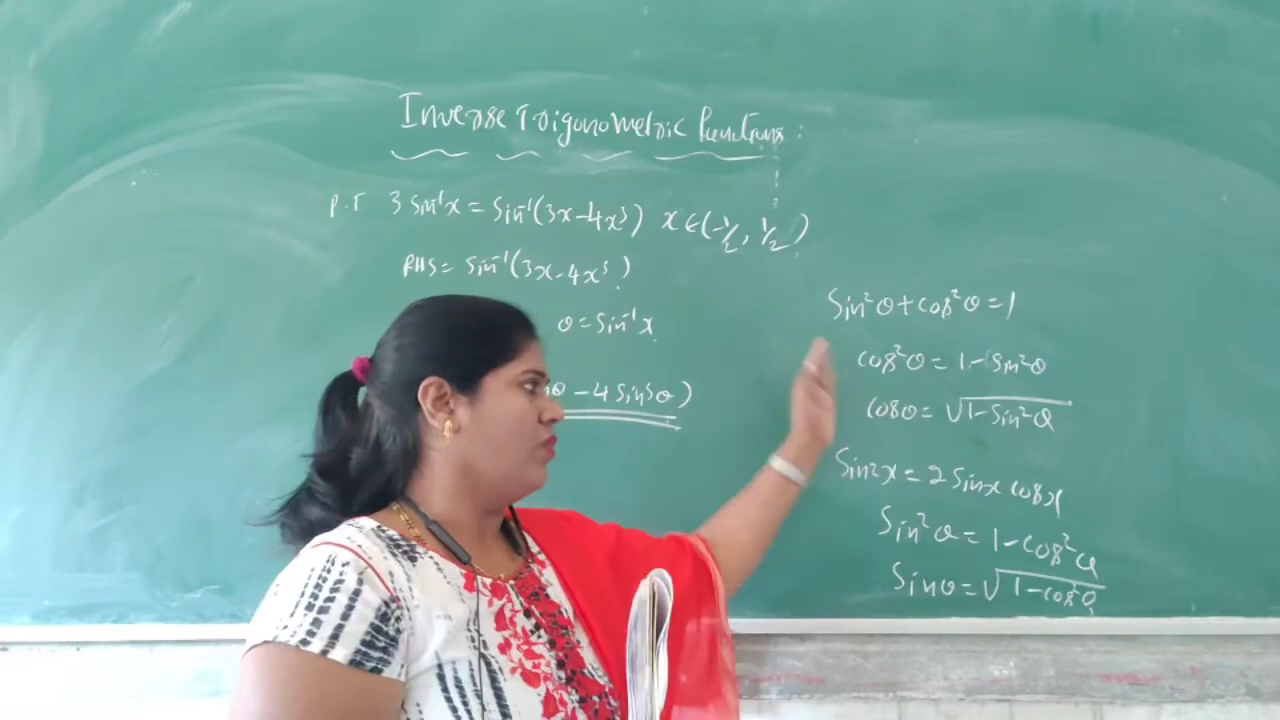 Inverse Trigonometric Functions :
P.T 3 Sin⁻¹x = Sin⁻¹(3x-4x³) x∈(-1/2, 1/2)
RHS = Sin⁻¹(3x-4x³)
θ = Sin⁻¹x
θ - 4 Sin³θ)
Sin²θ + cos²θ = 1
cos²θ = 1 - Sin²θ
cosθ = √1-Sin²θ
Sin2x = 2 Sinx cosx
Sin²θ = 1 - cos²θ
Sinθ = √1-cos²θ